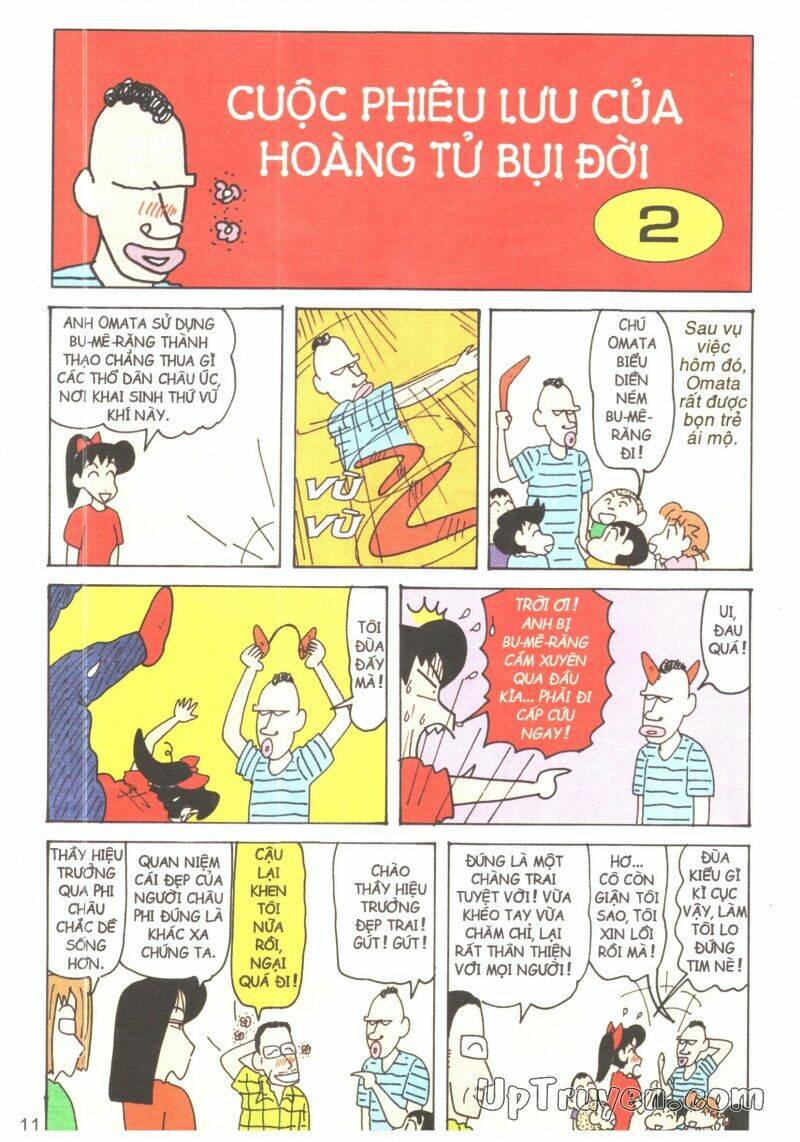 CUỘC PHIÊU LƯU CỦA
HOÀNG TỬ BỤI ĐỜI
2
Sau vụ
việc
hôm đó,
Omata
rất được
bọn trẻ
ái mộ.
CHÚ
OMATA
BIỂU
DIỄN
NÉM
BU-MÊ-
RĂNG
ĐI!
VÙ
VÙ
ANH OMATA SỬ DỤNG
BU-MÊ-RĂNG THÀNH
THẠO CHẲNG THUA GÌ
CÁC THỔ DÂN CHÂU ÚC,
NƠI KHAI SINH THỨ VŨ
KHÍ NÀY.
UI,
ĐAU
QUÁ!
TRỜI ƠI!
ANH BỊ
BU-MÊ-RĂNG
CẮM XUYÊN
QUA ĐẦU
KÌA... PHẢI ĐI
CẤP CỨU
NGAY!
TÔI
ĐÙA
ĐẤY
MÀ!
ĐÙA
KIỂU GÌ
KÌ CỤC
VẬY, LÀM
TÔI LO
ĐỨNG
TIM NÈ!
HƠ...
CÔ CÒN
GIẬN TÔI
SAO, TÔI
XIN LỖI
RỒI MÀ!
ĐÚNG LÀ MỘT
CHÀNG TRAI
TUYỆT VỜI! VỪA
KHÉO TAY VỪA
CHĂM CHỈ, LẠI
RẤT THÂN THIỆN
VỚI MỌI NGƯỜI!
CHÀO
THẦY HIỆU
TRƯỞNG
ĐẸP TRAI!
GÚT! GÚT!
CẬU
LẠI
KHEN
TÔI
NỮA
RỒI,
NGẠI
QUÁ ĐI!
QUAN NIỆM
CÁI ĐẸP CỦA
NGƯỜI CHÂU
PHI ĐÚNG LÀ
KHÁC XA
CHÚNG TA.
THẦY HIỆU
TRƯỞNG
QUA PHI
CHÂU
CHẮC DỄ
SỐNG
HƠN.
UpTruyen.com
11